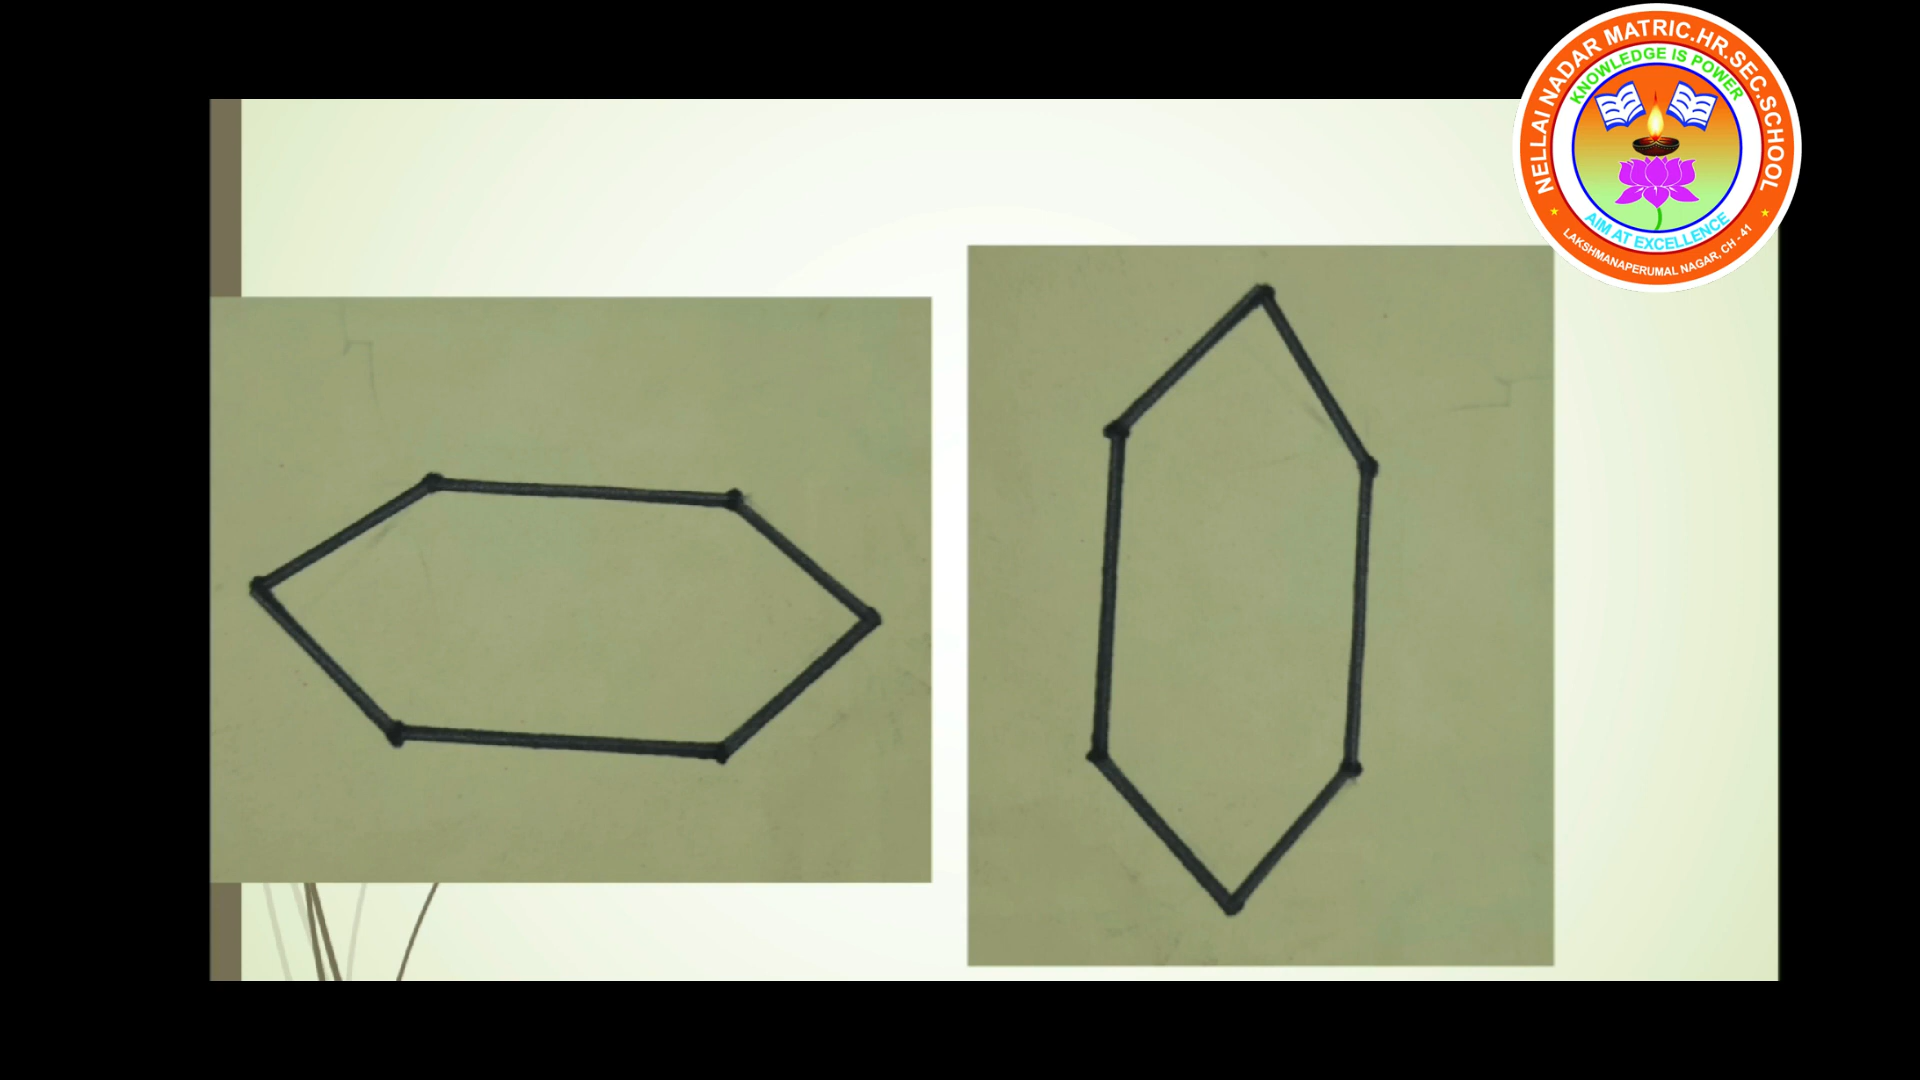 NELLAI NADAR MATRIC.HR.SEC.SCHOOL
KNOWLEDGE IS POWER
AIM AT EXCELLENCE
LAKSHMANAPERUMAL NAGAR, CH - 41